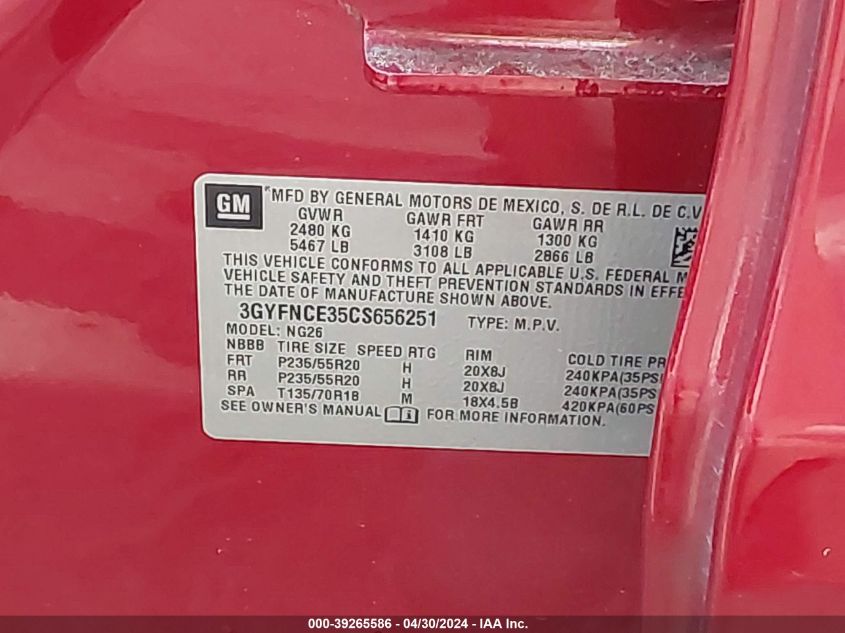 GM
MFD BY GENERAL MOTORS DE MEXICO, S. DE R.L. DE C.V
GVWR GAWR FRT GAWR RR
2480 KG 1410 KG 1300 KG
5467 LB 3108 LB 2866 LB
THIS VEHICLE CONFORMS TO ALL APPLICABLE U.S. FEDERAL M
VEHICLE SAFETY AND THEFT PREVENTION STANDARDS IN EFFE
THE DATE OF MANUFACTURE SHOWN ABOVE.
3GYFNCE35CS656251 TYPE: M.P.V.
MODEL: NG26
NBBB TIRE SIZE SPEED RTG RIM COLD TIRE PR
FRT P235/55R20 H 20X8J 240KPA(35PSI
RR P235/55R20 H 20X8J 240KPA(35PS
SPA T135/70R18 M 18X4.5B 420KPA(60PS
SEE OWNER'S MANUAL FOR MORE INFORMATION.
000-39265586 - 04/30/2024 - IAA Inc.